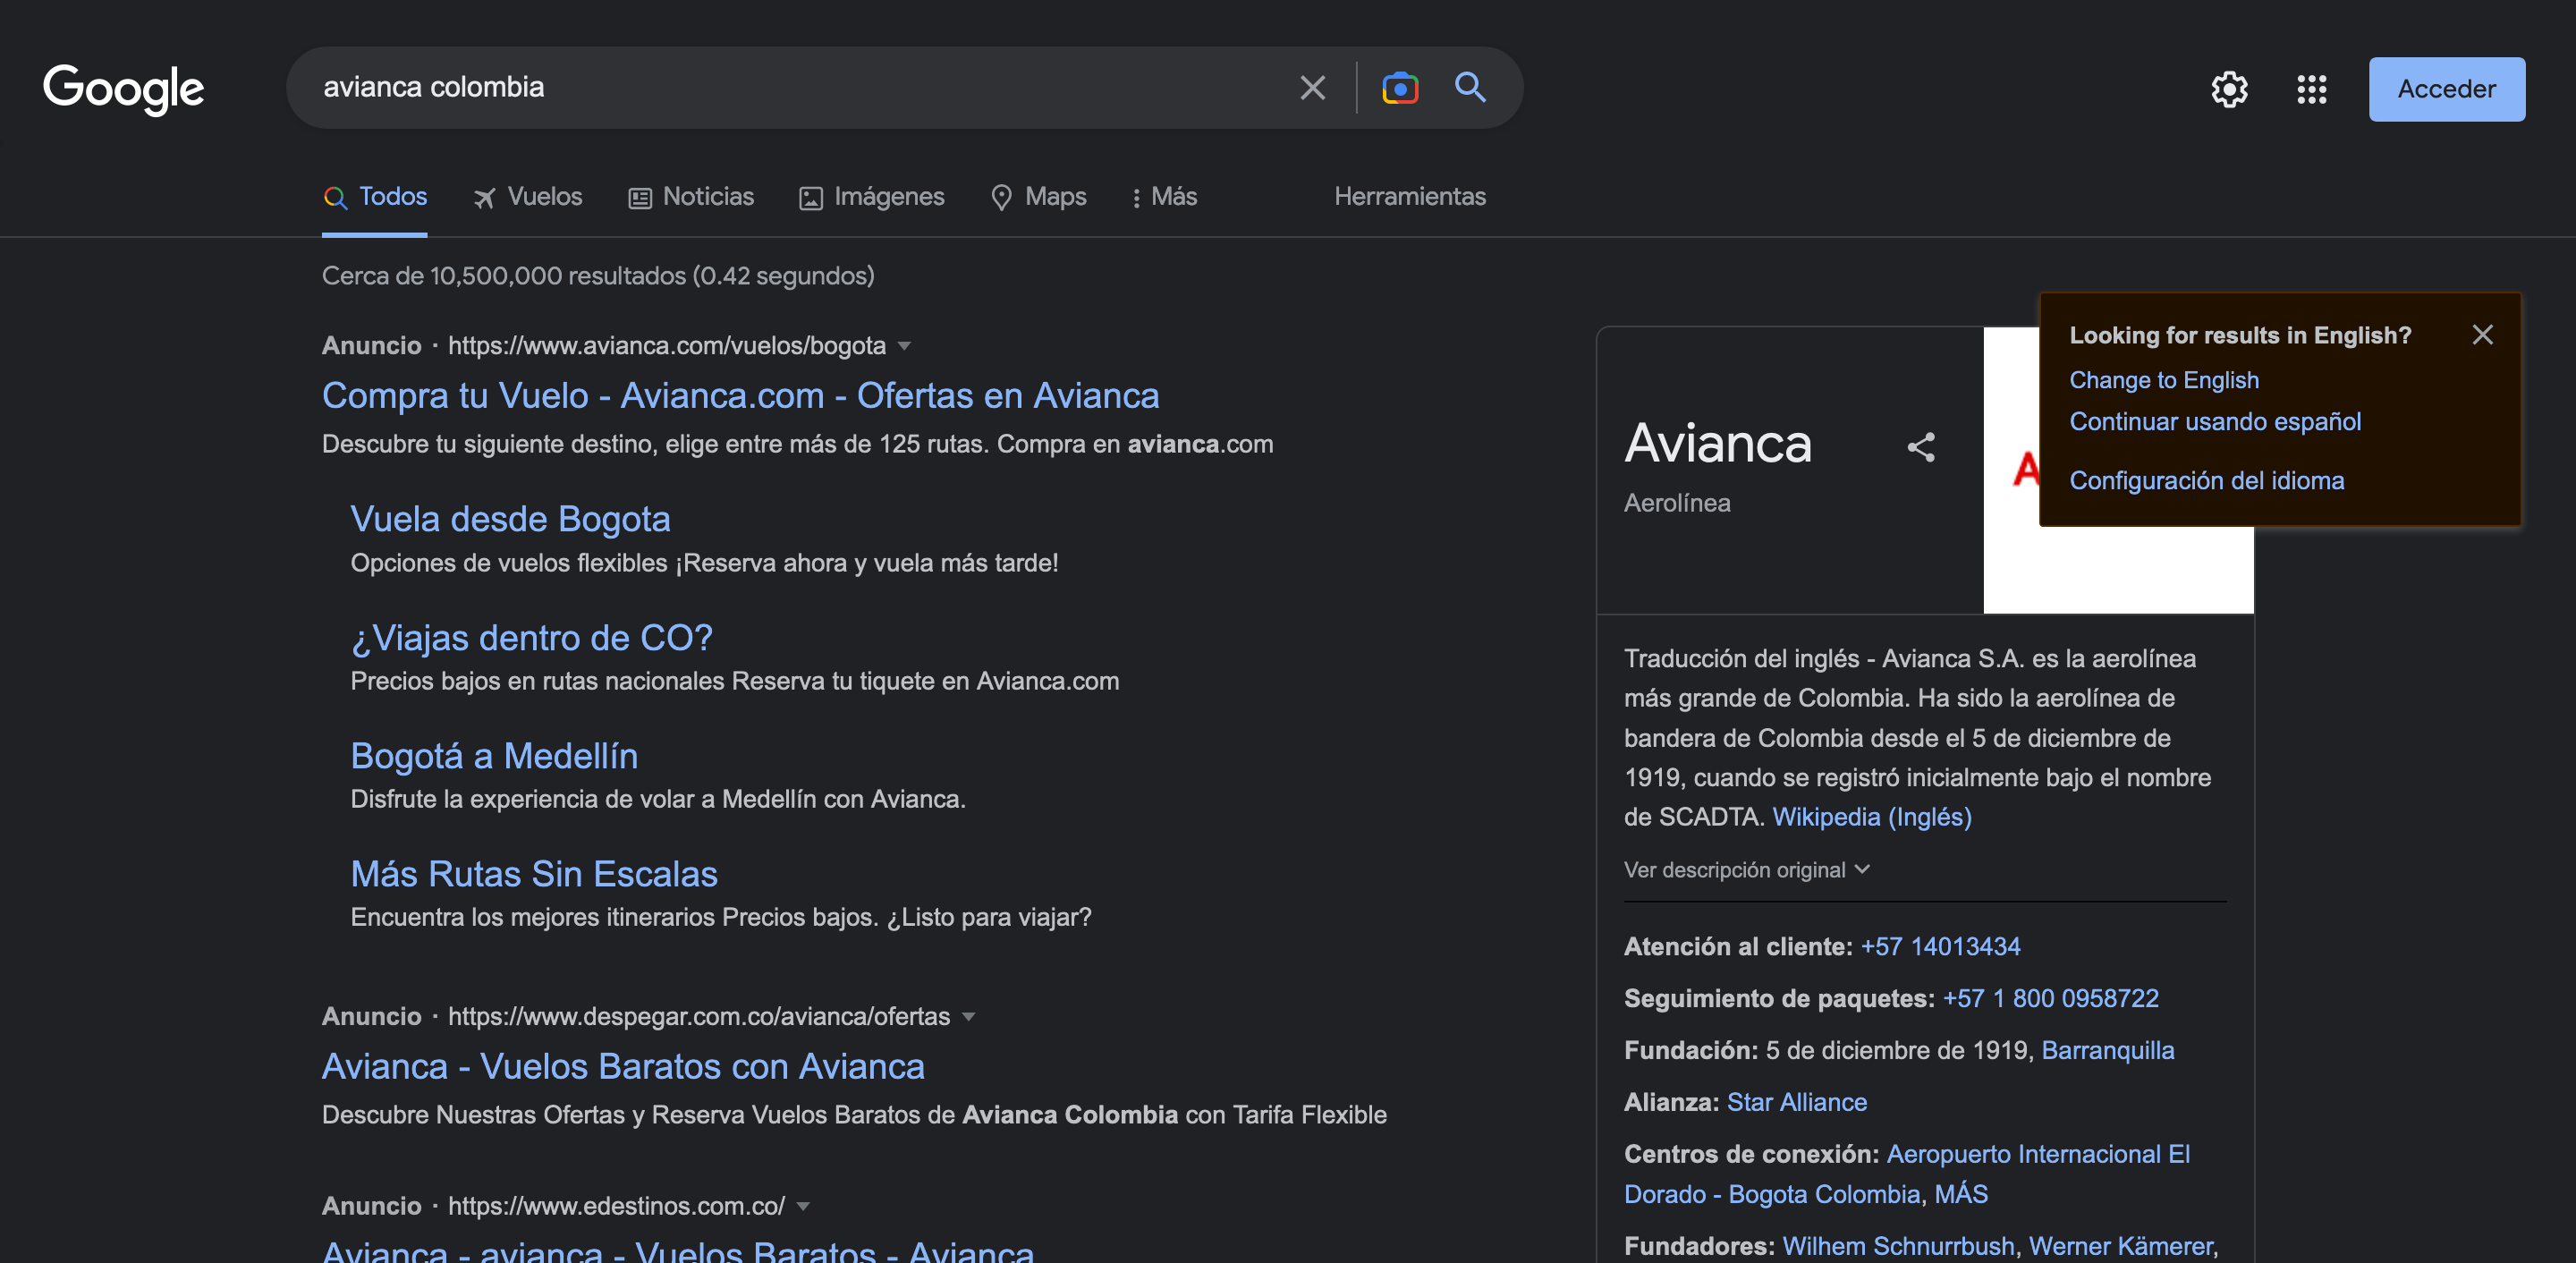 Google
avianca colombia
Acceder
Todos
Vuelos
Noticias
Imágenes
Maps
Más
Herramientas
Cerca de 10,500,000 resultados (0.42 segundos)
Anuncio · https://www.avianca.com/vuelos/bogota
Compra tu Vuelo - Avianca.com - Ofertas en Avianca
Descubre tu siguiente destino, elige entre más de 125 rutas. Compra en avianca.com
Vuela desde Bogota
Opciones de vuelos flexibles ¡Reserva ahora y vuela más tarde!
¿Viajas dentro de CO?
Precios bajos en rutas nacionales Reserva tu tiquete en Avianca.com
Bogotá a Medellín
Disfrute la experiencia de volar a Medellín con Avianca.
Más Rutas Sin Escalas
Encuentra los mejores itinerarios Precios bajos. ¿Listo para viajar?
Anuncio · https://www.despegar.com.co/avianca/ofertas
Avianca - Vuelos Baratos con Avianca
Descubre Nuestras Ofertas y Reserva Vuelos Baratos de Avianca Colombia con Tarifa Flexible
Anuncio · https://www.edestinos.com.co/
Avianca - avianca - Vuelos Baratos - Avianca
Looking for results in English?
Change to English
Continuar usando español
Configuración del idioma
Avianca
Aerolínea
A
Traducción del inglés - Avianca S.A. es la aerolínea
más grande de Colombia. Ha sido la aerolínea de
bandera de Colombia desde el 5 de diciembre de
1919, cuando se registró inicialmente bajo el nombre
de SCADTA. Wikipedia (Inglés)
Ver descripción original
Atención al cliente: +57 14013434
Seguimiento de paquetes: +57 1 800 0958722
Fundación: 5 de diciembre de 1919, Barranquilla
Alianza: Star Alliance
Centros de conexión: Aeropuerto Internacional El
Dorado - Bogota Colombia, MÁS
Fundadores: Wilhem Schnurrbush, Werner Kämerer,